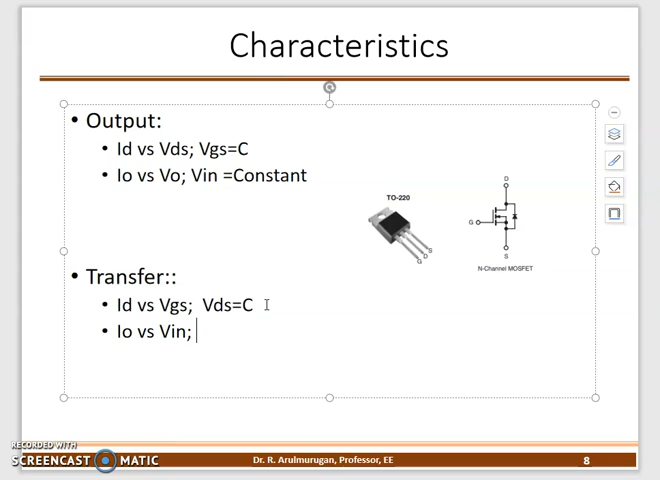 Characteristics
• Output:
• Id vs Vds; Vgs=C
• Io vs Vo; Vin =Constant
TO-220
G
D
S
D
G
S
N-Channel MOSFET
• Transfer::
• Id vs Vgs; Vds=C
• Io vs Vin;
RECORDED WITH
SCREENCAST MATIC
Dr. R. Arulmurugan, Professor, EE
8